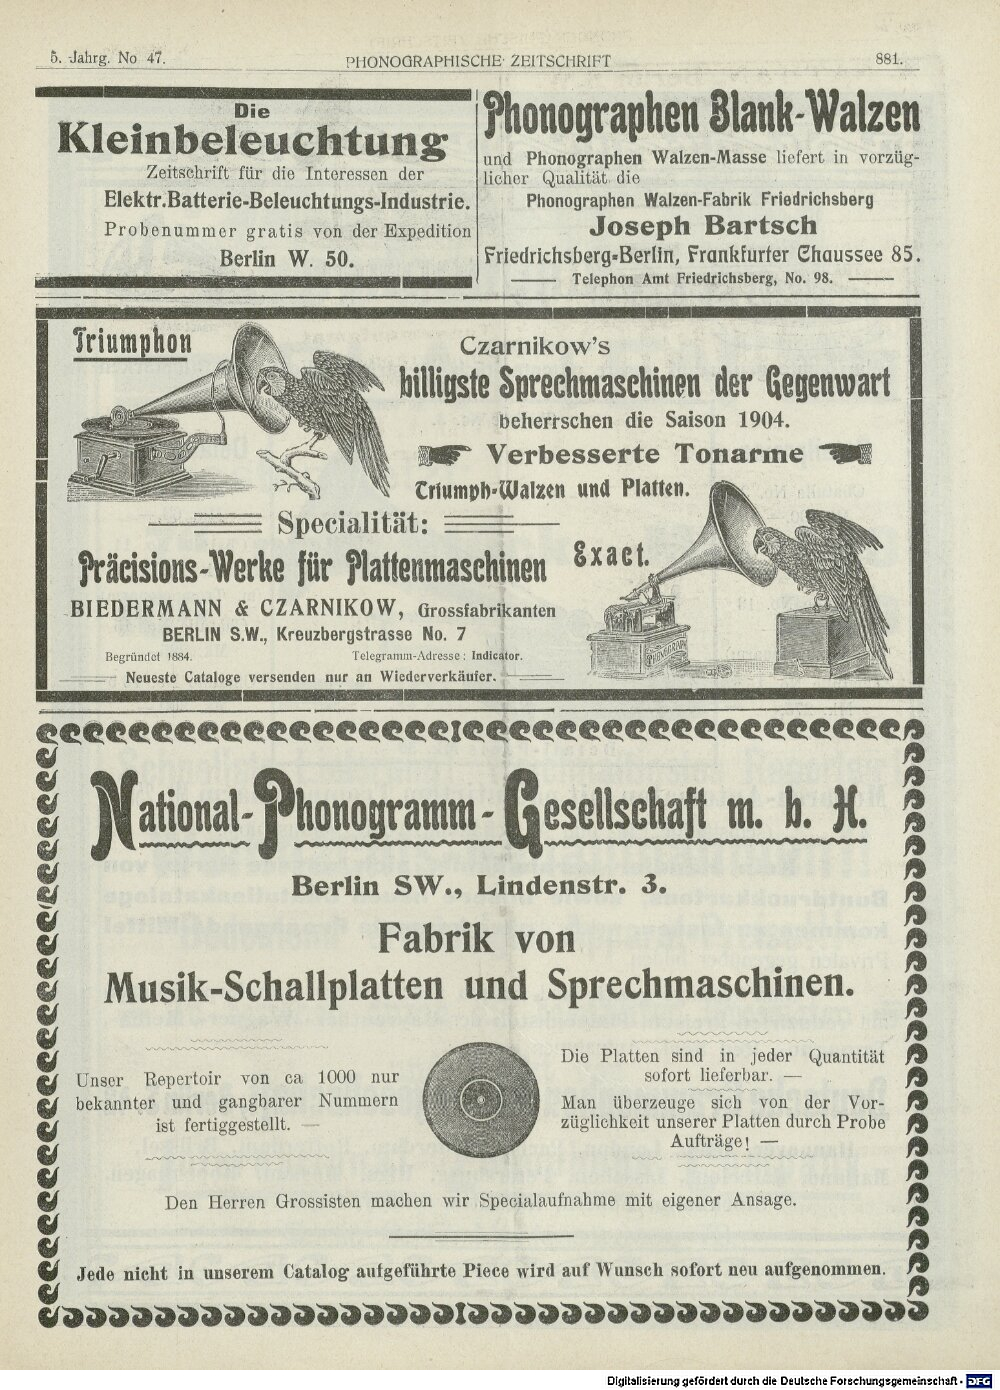 5. Jahrg. No 47.
PHONOGRAPHISCHE ZEITSCHRIFT
881.
Die
Kleinbeleuchtung
Zeitschrift für die Interessen der
Elektr.Batterie-Beleuchtungs-Industrie.
Probenummer gratis von der Expedition
Berlin W. 50.
Phonographen Blank-Walzen
und Phonographen Walzen-Masse liefert in vorzüg-
licher Qualität die
Phonographen Walzen-Fabrik Friedrichsberg
Joseph Bartsch
Friedrichsberg-Berlin, Frankfurter Chaussee 85.
Telephon Amt Friedrichsberg, No. 98.
Triumphon
Czarnikow's
billigste Sprechmaschinen der Gegenwart
beherrschen die Saison 1904.
Verbesserte Tonarme
Triumph-Walzen und Platten.
Specialität:
Präcisions-Werke für Plattenmaschinen
Exact.
BIEDERMANN & CZARNIKOW, Grossfabrikanten
BERLIN S.W., Kreuzbergstrasse No. 7
Begründet 1884.
Telegramm-Adresse: Indicator.
Neueste Cataloge versenden nur an Wiederverkäufer.
PHONOGRAPH
National-Phonogramm-Gesellschaft m. b. H.
Berlin SW., Lindenstr. 3.
Fabrik von
Musik-Schallplatten und Sprechmaschinen.
Unser Repertoir von ca 1000 nur
bekannter und gangbarer Nummern
ist fertiggestellt. —
Die Platten sind in jeder Quantität
sofort lieferbar. —
Man überzeuge sich von der Vor-
züglichkeit unserer Platten durch Probe
Aufträge! —
Den Herren Grossisten machen wir Specialaufnahme mit eigener Ansage.
Jede nicht in unserem Catalog aufgeführte Piece wird auf Wunsch sofort neu aufgenommen.
Digitalisierung gefördert durch die Deutsche Forschungsgemeinschaft - DFG